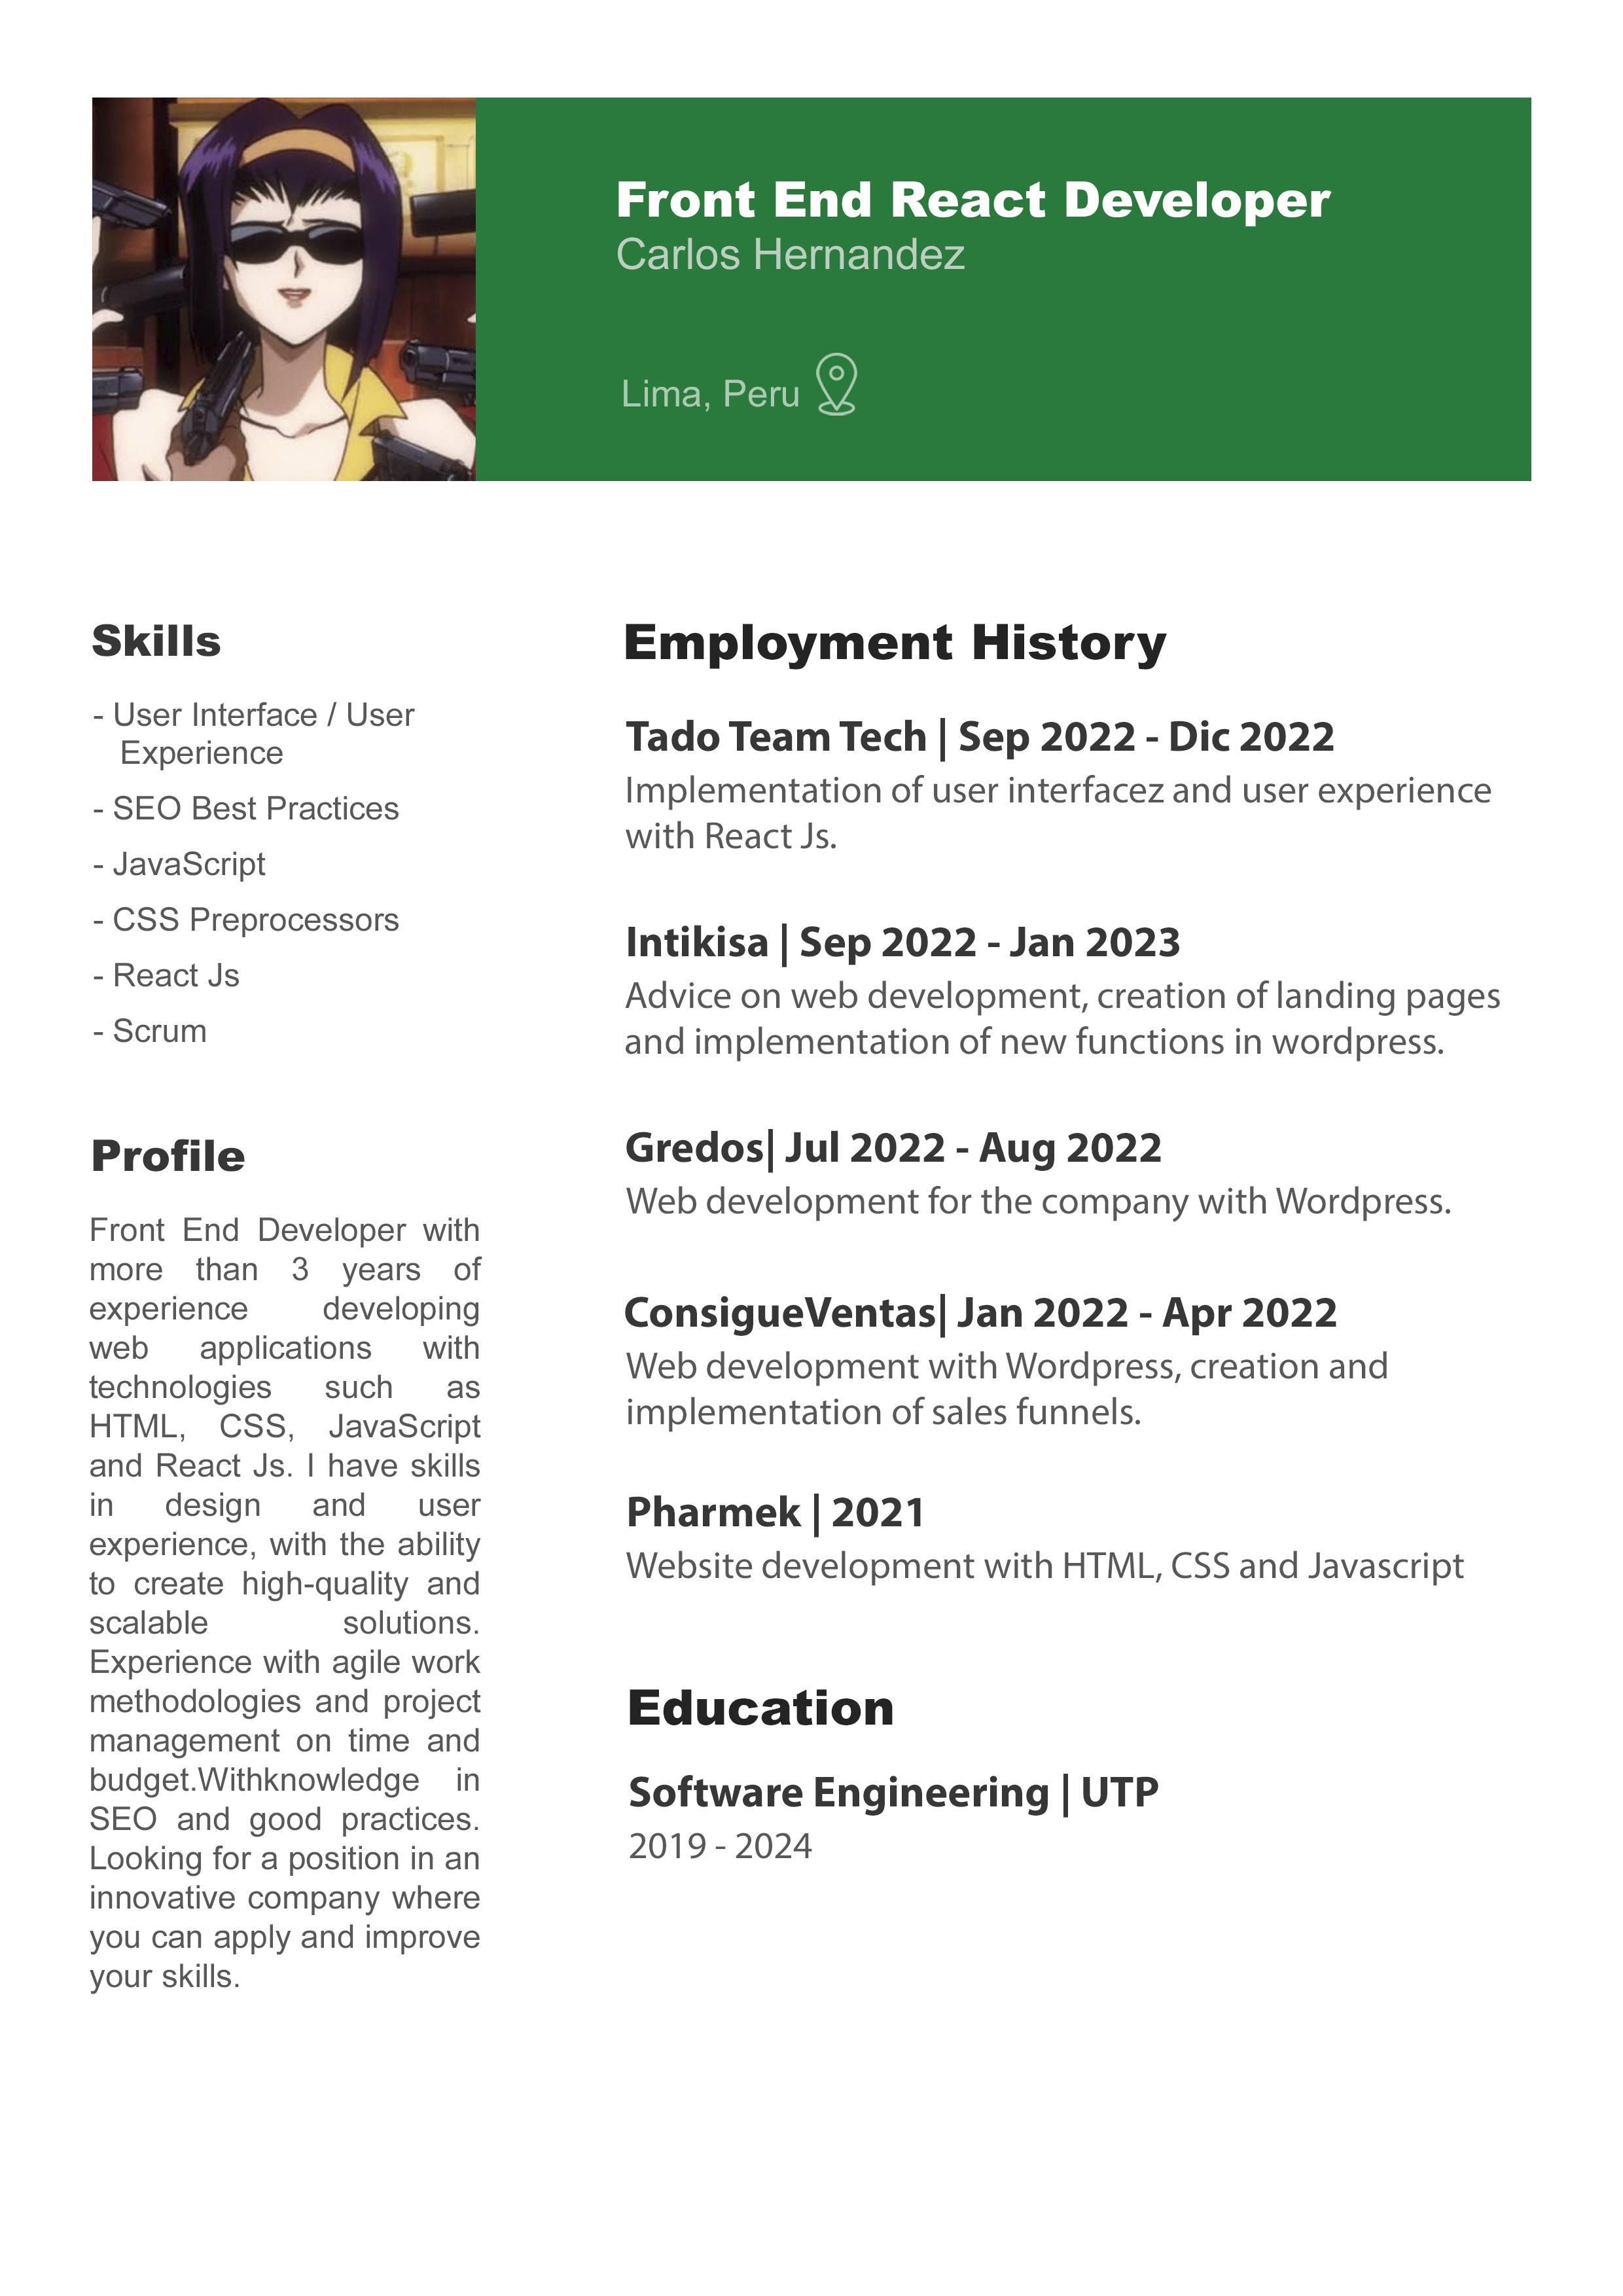 Front End React Developer
Carlos Hernandez
Lima, Peru
Skills
- User Interface / User
Experience
- SEO Best Practices
- JavaScript
- CSS Preprocessors
- React Js
- Scrum
Profile
Front End Developer with
more than 3 years of
experience developing
web applications with
technologies such as
HTML, CSS, JavaScript
and React Js. I have skills
in design and user
experience, with the ability
to create high-quality and
scalable solutions.
Experience with agile work
methodologies and project
management on time and
budget.Withknowledge in
SEO and good practices.
Looking for a position in an
innovative company where
you can apply and improve
your skills.
Employment History
Tado Team Tech | Sep 2022 - Dic 2022
Implementation of user interfacez and user experience
with React Js.
Intikisa | Sep 2022 - Jan 2023
Advice on web development, creation of landing pages
and implementation of new functions in wordpress.
Gredos| Jul 2022 - Aug 2022
Web development for the company with Wordpress.
ConsigueVentas| Jan 2022 - Apr 2022
Web development with Wordpress, creation and
implementation of sales funnels.
Pharmek | 2021
Website development with HTML, CSS and Javascript
Education
Software Engineering | UTP
2019 - 2024